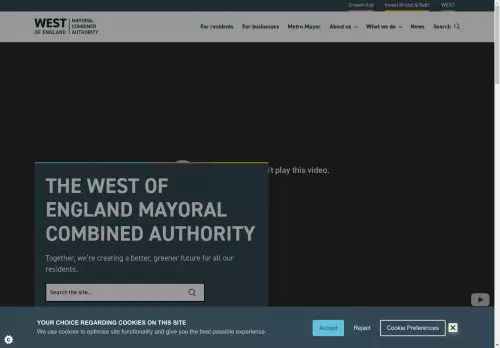 Growth Hub Invest Bristol & Bath WEST
WEST MAYORAL COMBINED AUTHORITY OF ENGLAND
For residents For businesses Metro Mayor About us What we do News Search
't play this video.
THE WEST OF
ENGLAND MAYORAL
COMBINED AUTHORITY
Together, we're creating a better, greener future for all our
residents.
Search the site...
YOUR CHOICE REGARDING COOKIES ON THIS SITE
We use cookies to optimise site functionality and give you the best possible experience.
Accept Reject Cookie Preferences